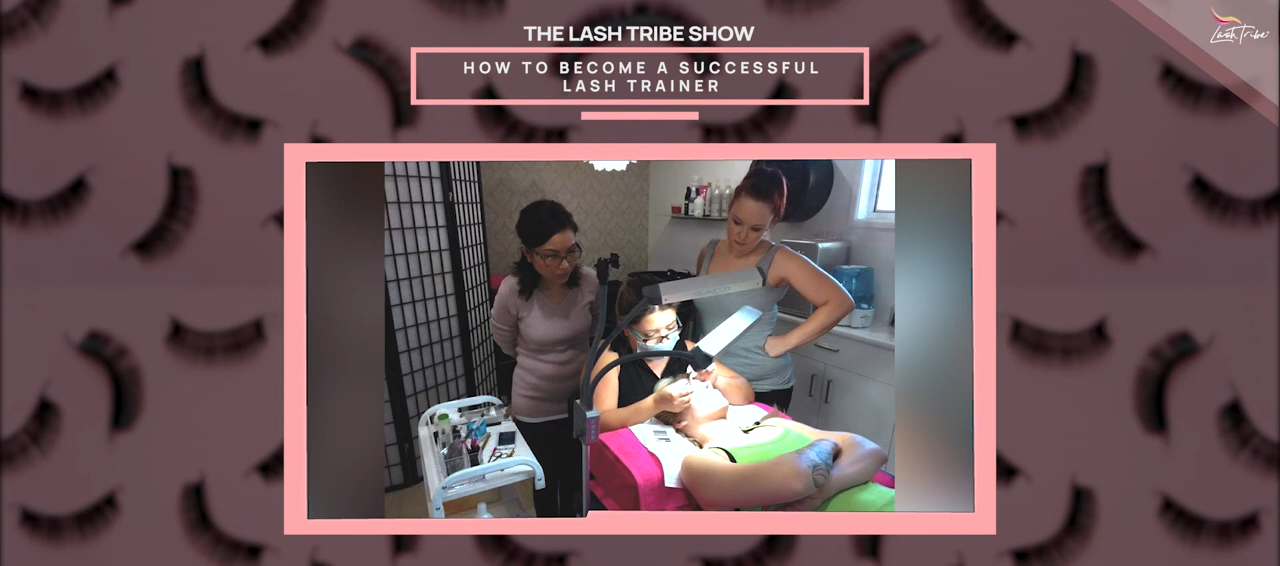 THE LASH TRIBE SHOW
HOW TO BECOME A SUCCESSFUL
LASH TRAINER
Lash Tribe